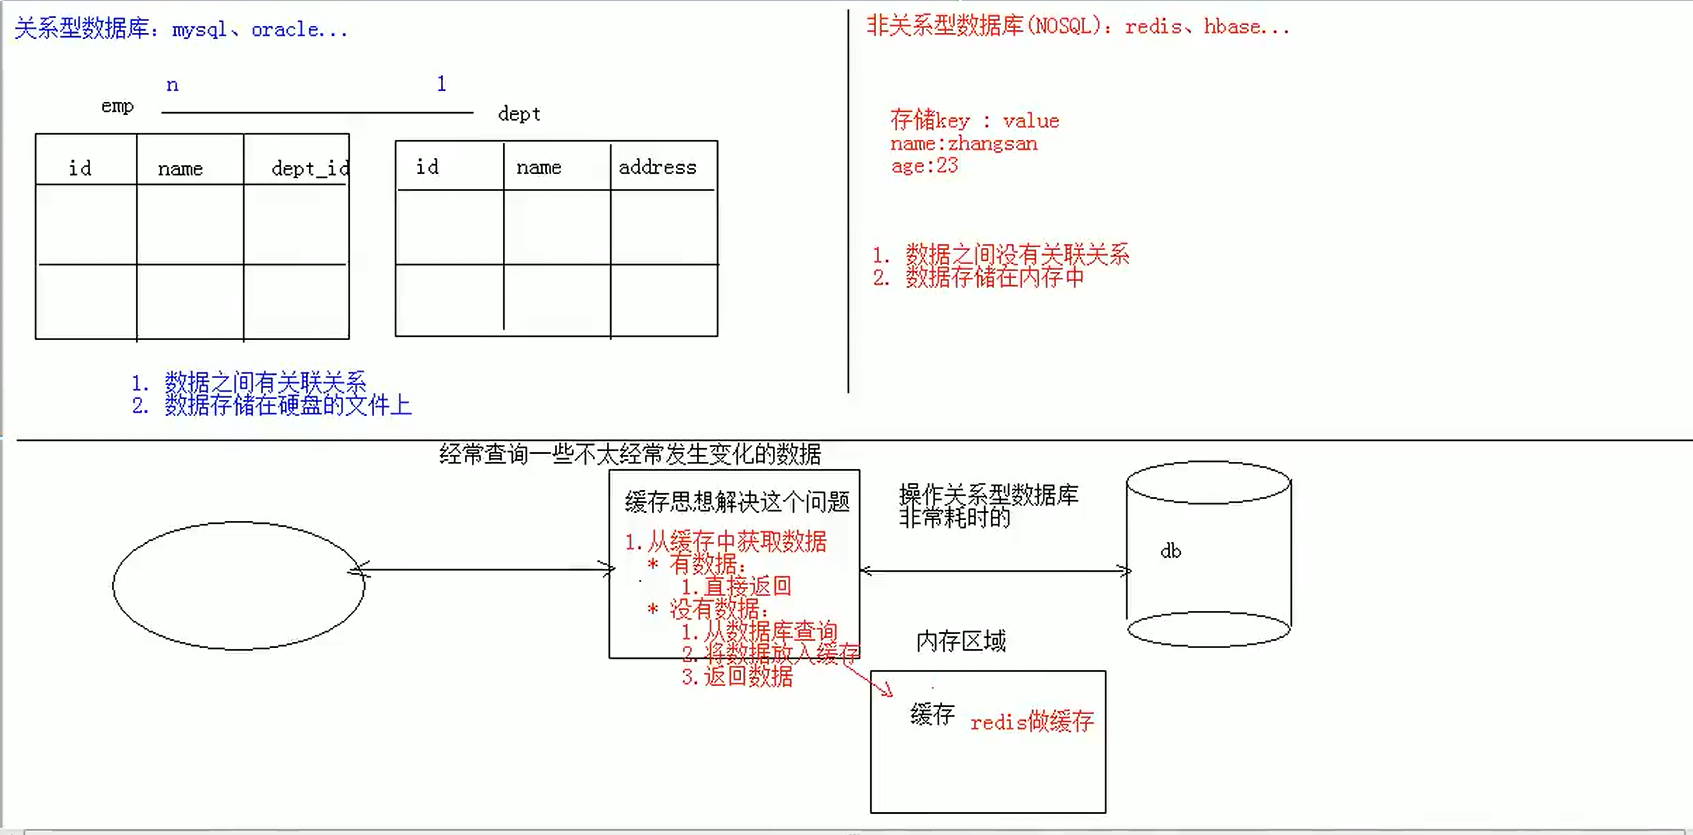 关系型数据库：mysql、oracle...
n
1
emp
dept
id
name
dept_id
id
name
address
1. 数据之间有关联关系
2. 数据存储在硬盘的文件上
非关系型数据库(NOSQL)：redis、hbase...
存储key : value
name:zhangsan
age:23
1. 数据之间没有关联关系
2. 数据存储在内存中
经常查询一些不太经常发生变化的数据
缓存思想解决这个问题
1.从缓存中获取数据
* 有数据：
1.直接返回
* 没有数据：
1.从数据库查询
2.将数据放入缓存
3.返回数据
操作关系型数据库
非常耗时的
db
内存区域
缓存
redis做缓存